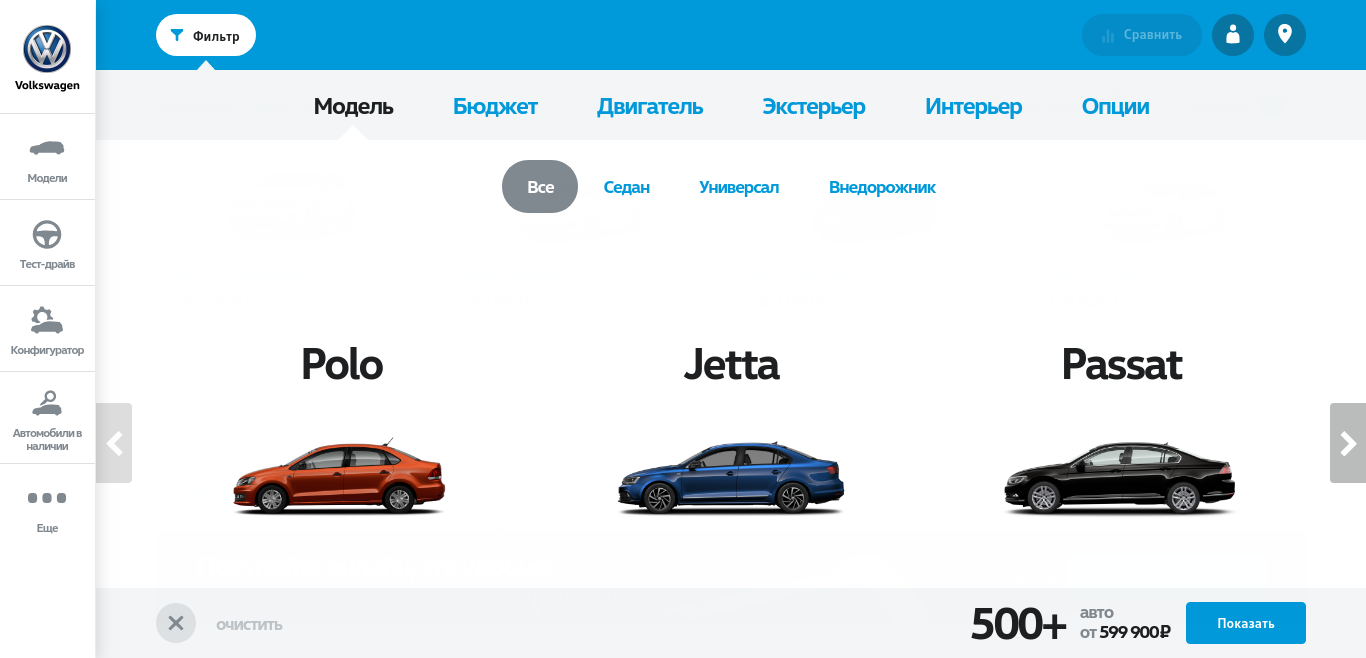 Volkswagen
Модели
Тест-драйв
Конфигуратор
Автомобили в
наличии
Еще
Фильтр
Сравнить
Модель Бюджет Двигатель Экстерьер Интерьер Опции
Все Седан Универсал Внедорожник
Polo Jetta Passat
очистить
500+
авто
от 599 900₽
Показать